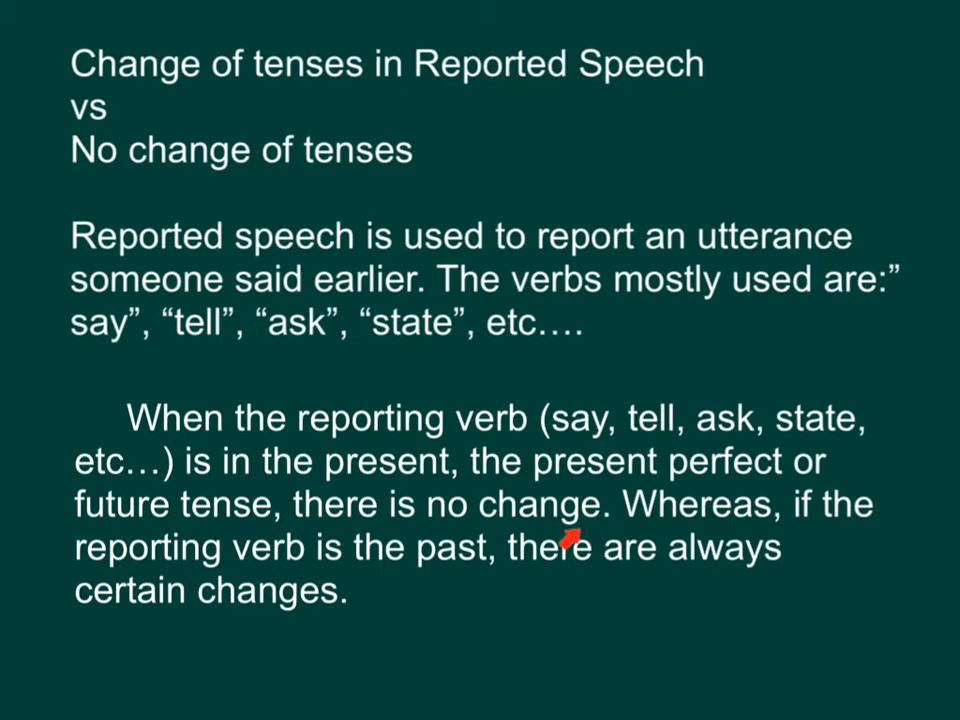 Change of tenses in Reported Speech
vs
No change of tenses
Reported speech is used to report an utterance
someone said earlier. The verbs mostly used are:”
say”, “tell”, “ask”, “state”, etc….
When the reporting verb (say, tell, ask, state,
etc…) is in the present, the present perfect or
future tense, there is no change. Whereas, if the
reporting verb is the past, there are always
certain changes.